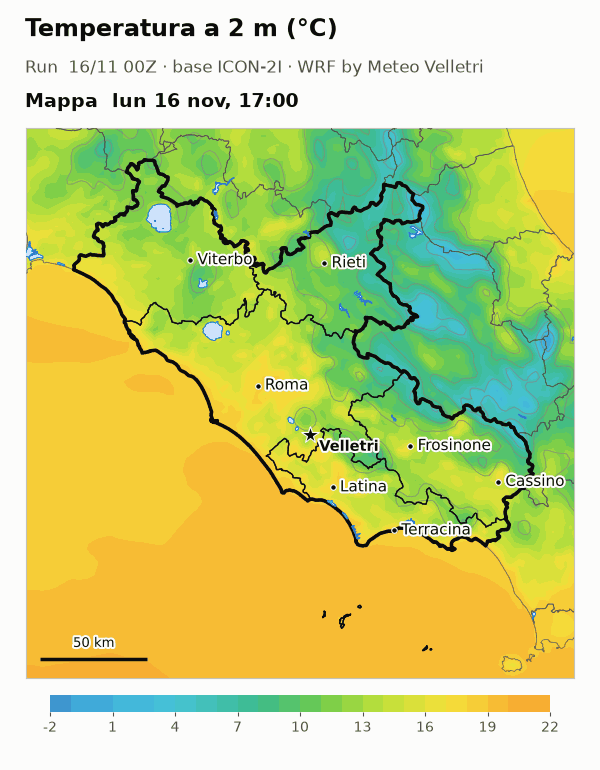 Temperatura a 2 m (°C)
Run  16/11 00Z · base ICON-2I · WRF by Meteo Velletri
Mappa  lun 16 nov, 17:00
Viterbo
Rieti
Roma
Velletri
Frosinone
Cassino
Latina
Terracina
50 km
-2 1 4 7 10 13 16 19 22